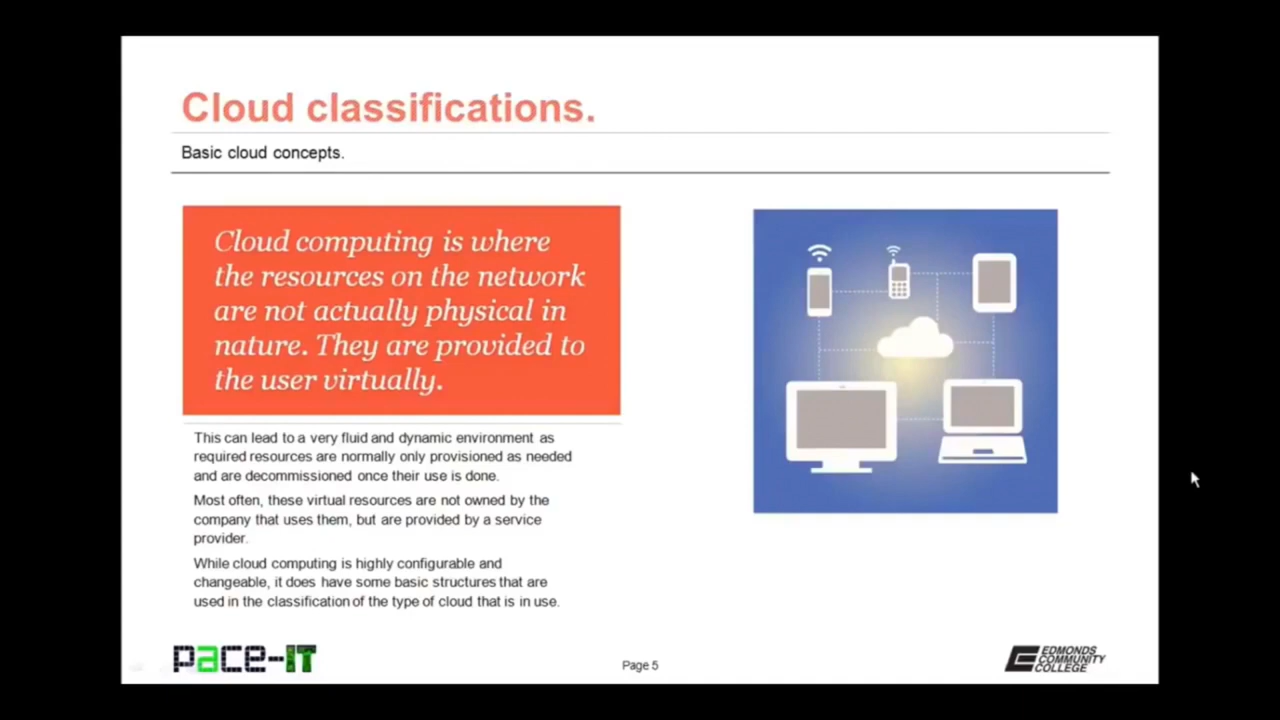 Cloud classifications.
Basic cloud concepts.
Cloud computing is where
the resources on the network
are not actually physical in
nature. They are provided to
the user virtually.
This can lead to a very fluid and dynamic environment as
required resources are normally only provisioned as needed
and are decommissioned once their use is done.
Most often, these virtual resources are not owned by the
company that uses them, but are provided by a service
provider.
While cloud computing is highly configurable and
changeable, it does have some basic structures that are
used in the classification of the type of cloud that is in use.
pace-IT
Page 5
EDMONDS
COMMUNITY
COLLEGE